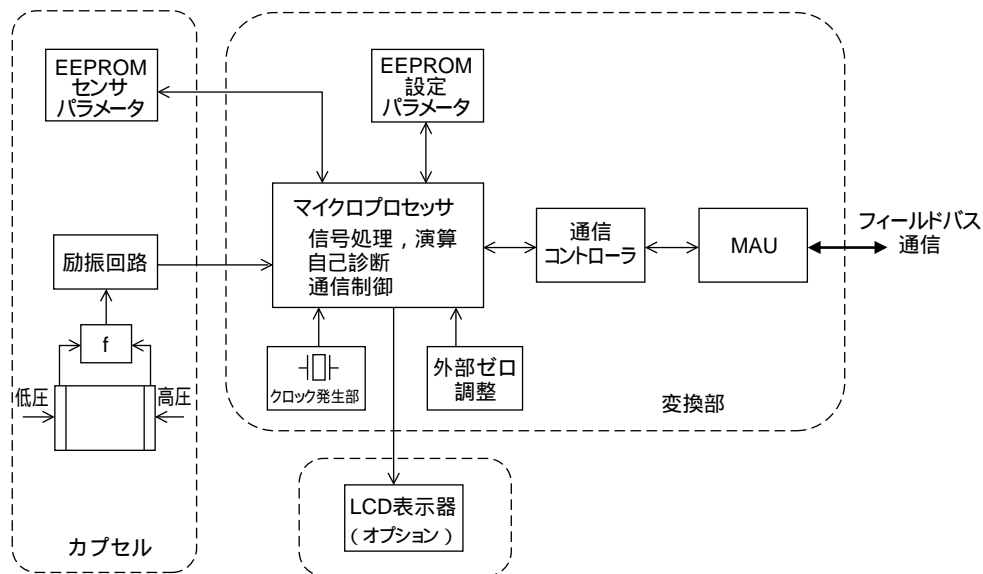 EEPROM
センサ
パラメータ
励振回路
f
低圧
高圧
カプセル
EEPROM
設定
パラメータ
マイクロプロセッサ
信号処理，演算
自己診断
通信制御
クロック発生部
外部ゼロ
調整
通信
コントローラ
MAU
フィールドバス
通信
変換部
LCD表示器
(オプション)